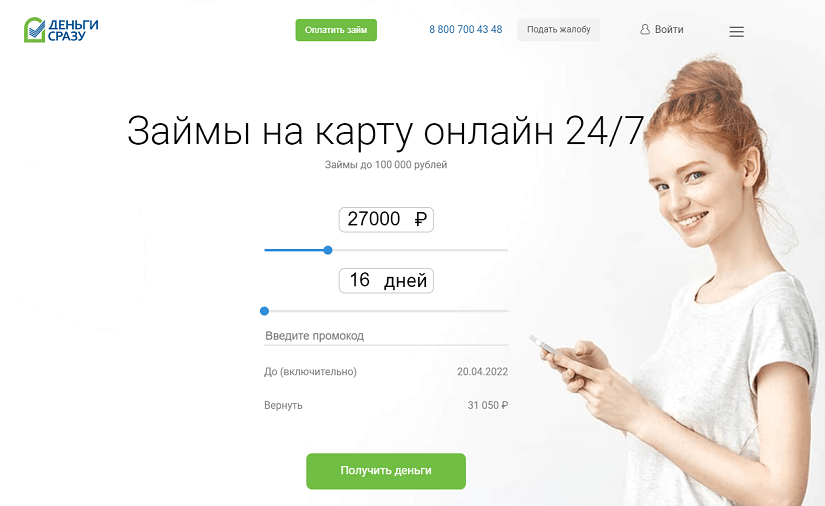 ДЕНЬГИ
СРАЗУ
Оплатить займ
8 800 700 43 48
Подать жалобу
Войти
Займы на карту онлайн 24/7
Займы до 100 000 рублей
27000 ₽
16 дней
Введите промокод
До (включительно) 20.04.2022
Вернуть 31 050 ₽
Получить деньги